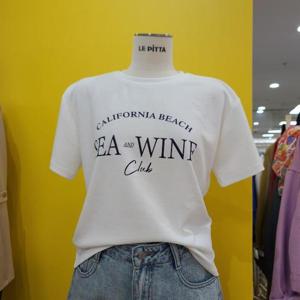 LE PITTA
CALIFORNIA BEACH
SEA AND WINE
Club